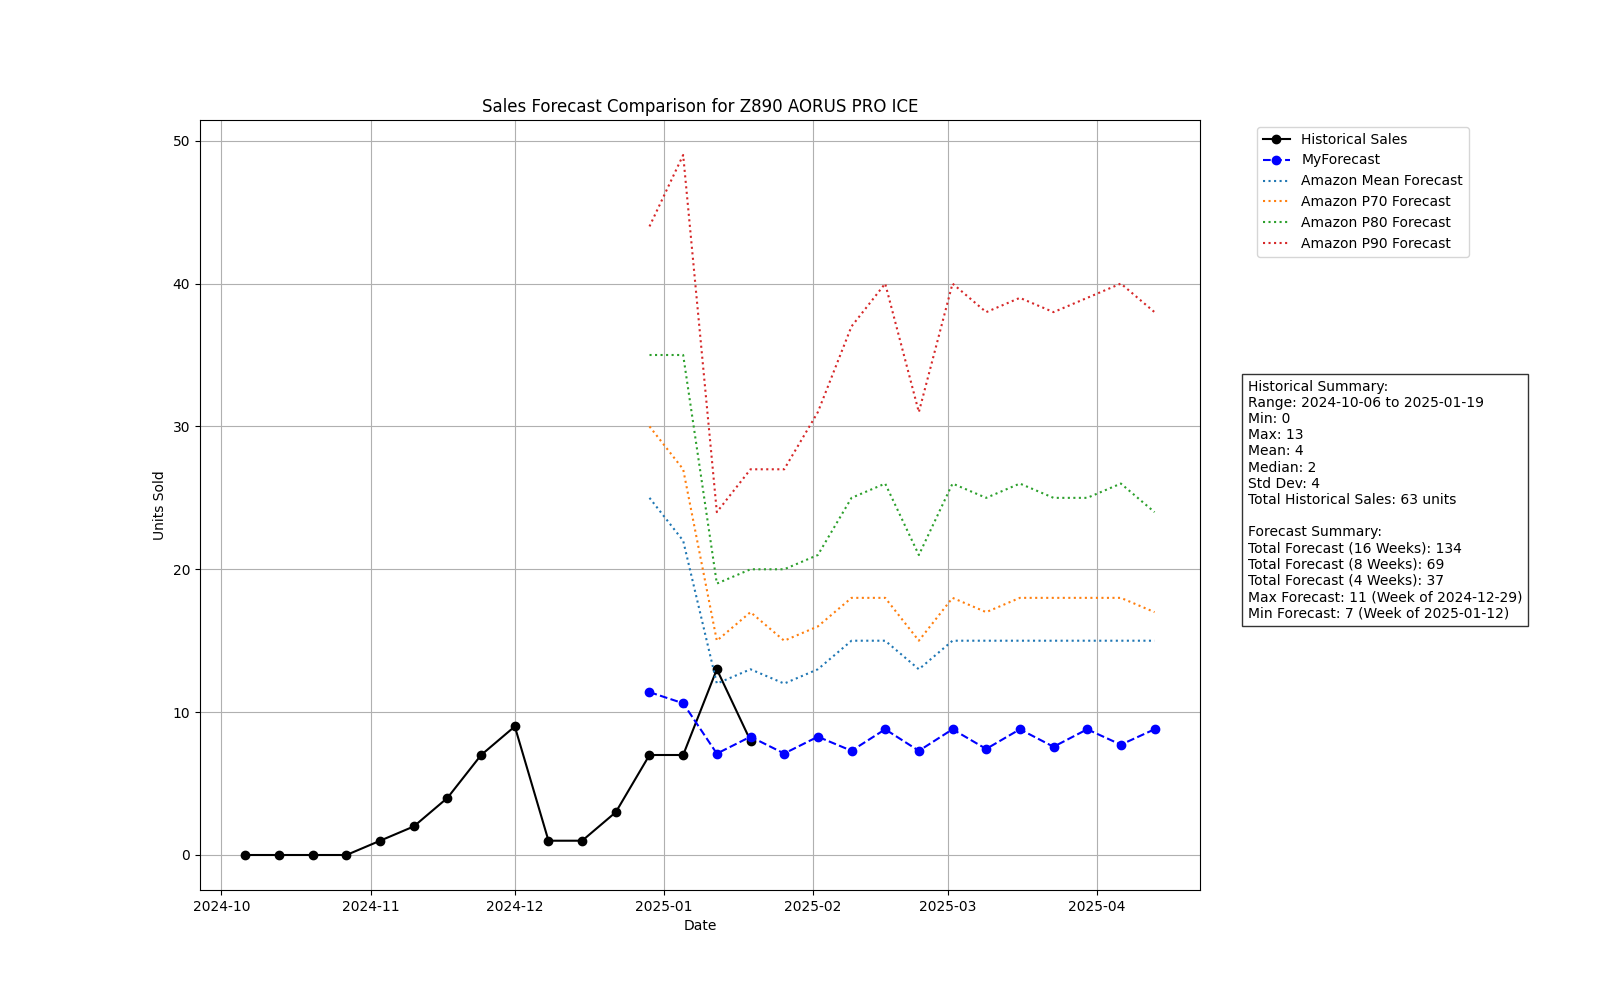 Sales Forecast Comparison for Z890 AORUS PRO ICE
50
40
30
20
10
0
Units Sold
2024-10
2024-11
2024-12
2025-01
2025-02
2025-03
2025-04
Date
Historical Sales
MyForecast
Amazon Mean Forecast
Amazon P70 Forecast
Amazon P80 Forecast
Amazon P90 Forecast
Historical Summary:
Range: 2024-10-06 to 2025-01-19
Min: 0
Max: 13
Mean: 4
Median: 2
Std Dev: 4
Total Historical Sales: 63 units
Forecast Summary:
Total Forecast (16 Weeks): 134
Total Forecast (8 Weeks): 69
Total Forecast (4 Weeks): 37
Max Forecast: 11 (Week of 2024-12-29)
Min Forecast: 7 (Week of 2025-01-12)